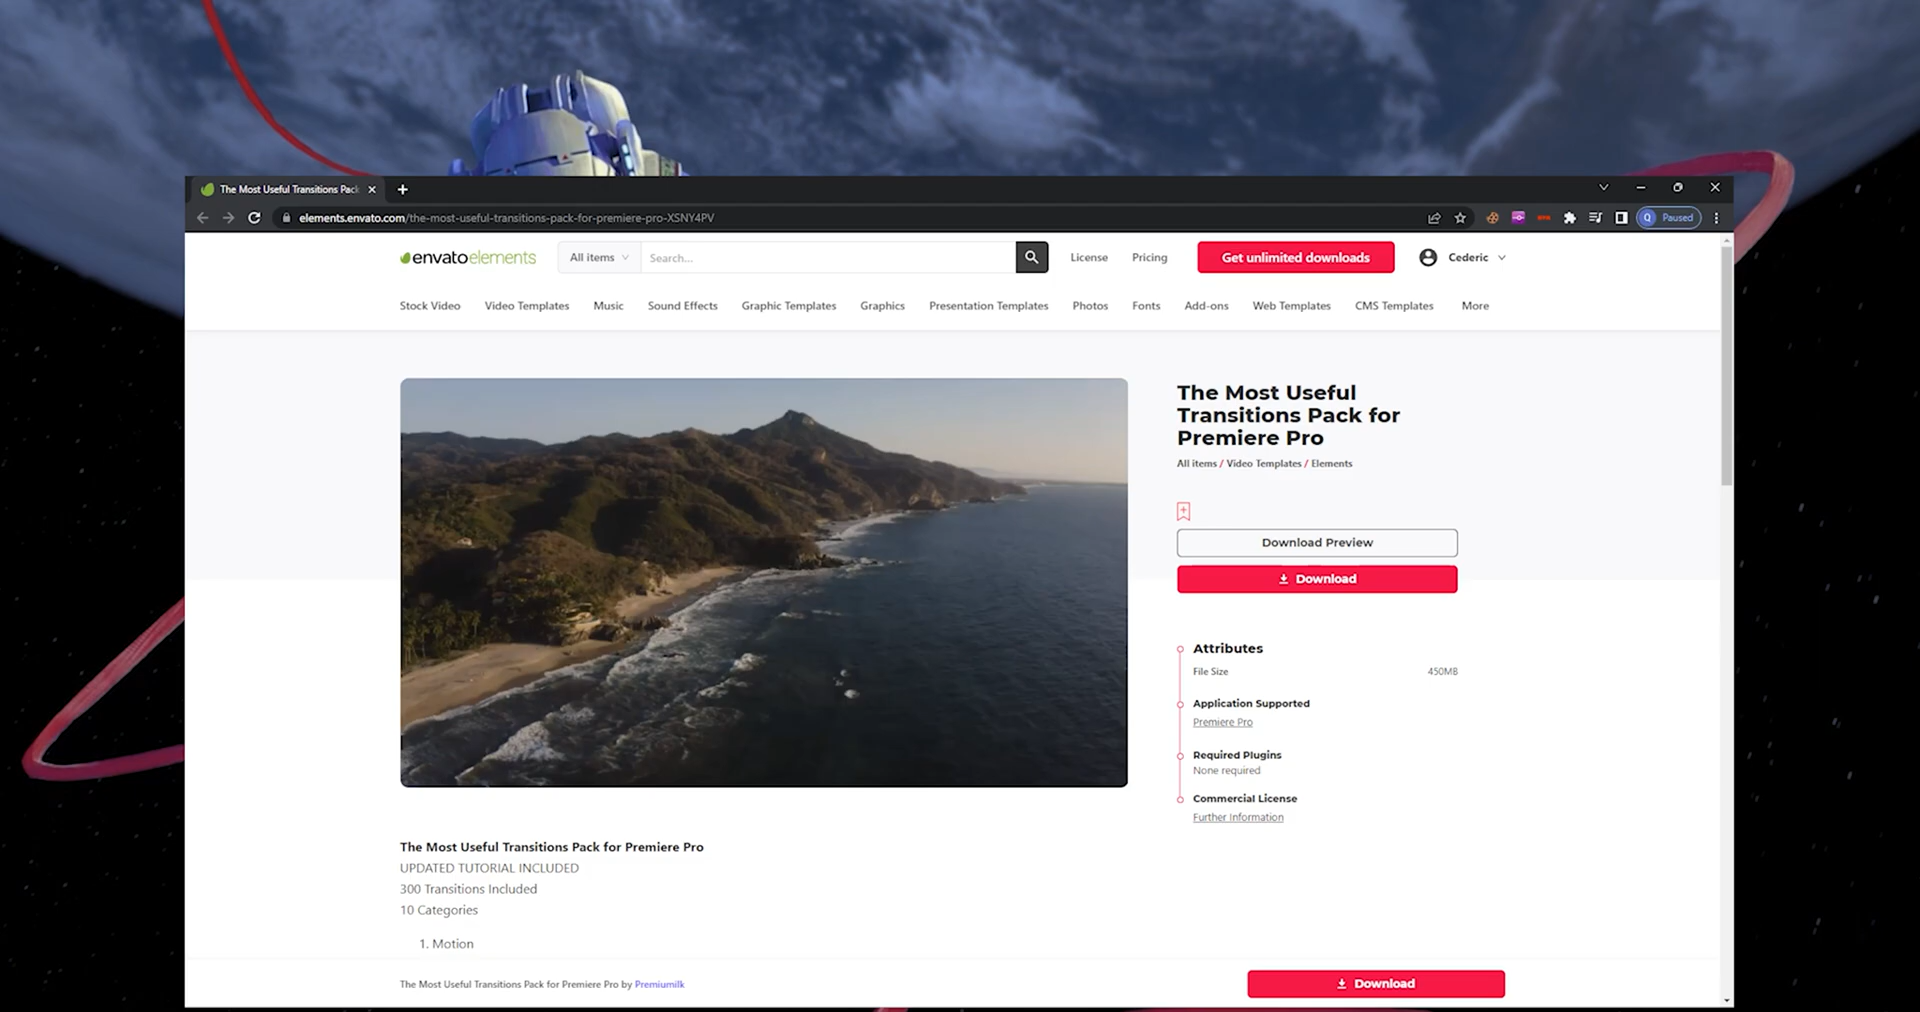 The Most Useful Transitions Pack
elements.envato.com/the-most-useful-transitions-pack-for-premiere-pro-XSNY4PV
Q Paused
envatoelements
All items
Search...
License
Pricing
Get unlimited downloads
Cederic
Stock Video
Video Templates
Music
Sound Effects
Graphic Templates
Graphics
Presentation Templates
Photos
Fonts
Add-ons
Web Templates
CMS Templates
More
The Most Useful
Transitions Pack for
Premiere Pro
All items / Video Templates / Elements
Download Preview
Download
Attributes
File Size 450MB
Application Supported
Premiere Pro
Required Plugins
None required
Commercial License
Further Information
The Most Useful Transitions Pack for Premiere Pro
UPDATED TUTORIAL INCLUDED
300 Transitions Included
10 Categories
1. Motion
The Most Useful Transitions Pack for Premiere Pro by Premiumilk
Download